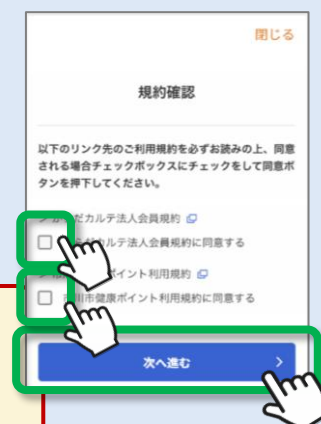 閉じる
規約確認
以下のリンク先のご利用規約を必ずお読みの上、同意
される場合チェックボックスにチェックをして同意ボ
タンを押下してください。
だカルテ法人会員規約
カルテ法人会員規約に同意する
イント利用規約
川市健康ポイント利用規約に同意する
次へ進む